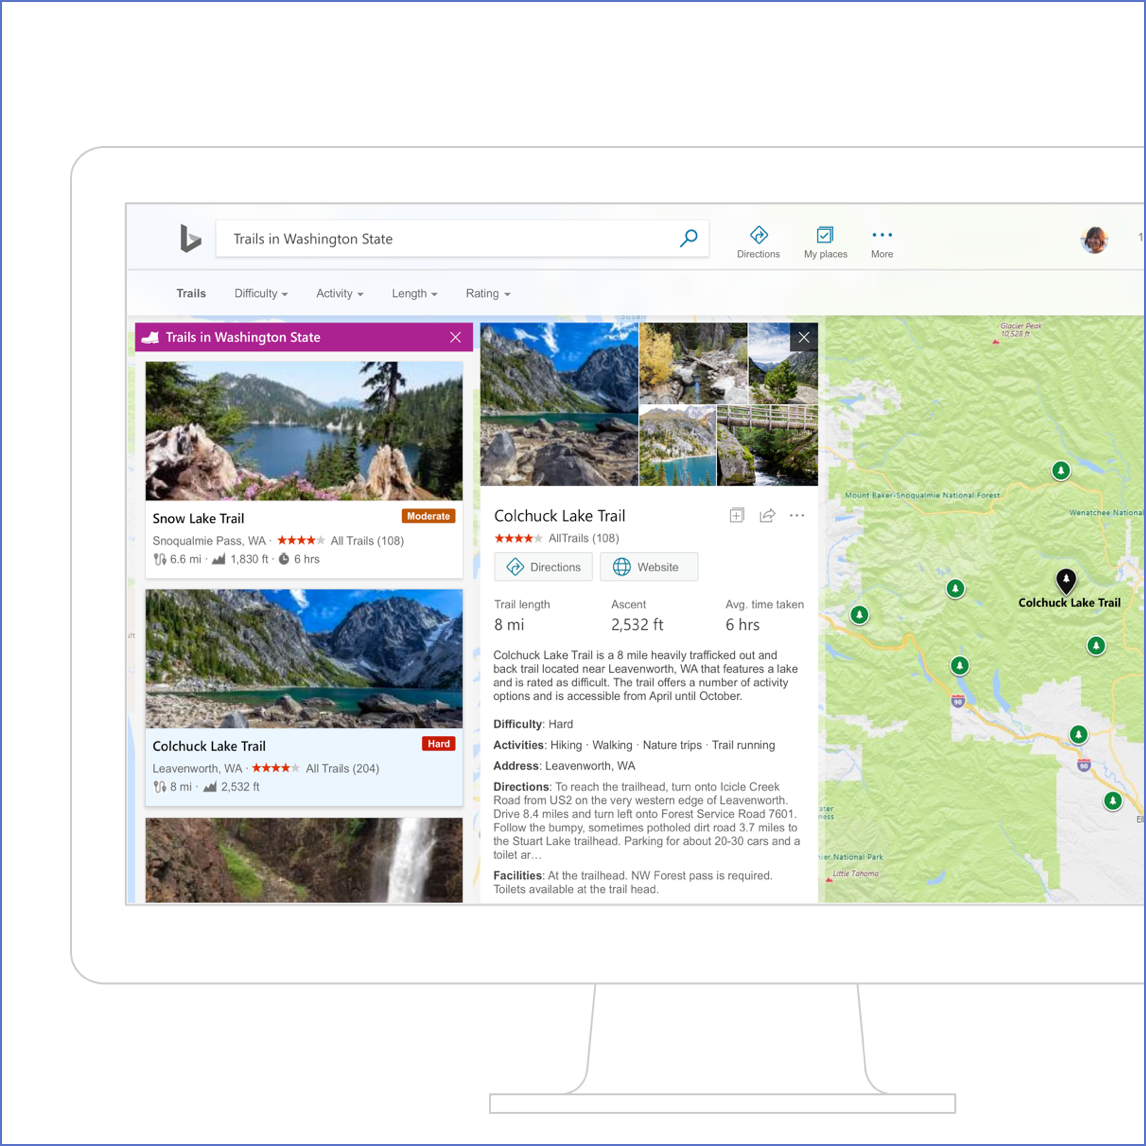 Trails in Washington State
Directions
My places
More
1
Trails
Difficulty
Activity
Length
Rating
Trails in Washington State
Snow Lake Trail
Moderate
Snoqualmie Pass, WA · All Trails (108)
6.6 mi · 1,830 ft · 6 hrs
Colchuck Lake Trail
Hard
Leavenworth, WA · All Trails (204)
8 mi · 2,532 ft
Colchuck Lake Trail
AllTrails (108)
Directions
Website
Trail length
Ascent
Avg. time taken
8 mi
2,532 ft
6 hrs
Colchuck Lake Trail is a 8 mile heavily trafficked out and
back trail located near Leavenworth, WA that features a lake
and is rated as difficult. The trail offers a number of activity
options and is accessible from April until October.
Difficulty: Hard
Activities: Hiking · Walking · Nature trips · Trail running
Address: Leavenworth, WA
Directions: To reach the trailhead, turn onto Icicle Creek
Road from US2 on the very western edge of Leavenworth.
Drive 8.4 miles and turn left onto Forest Service Road 7601.
Follow the bumpy, sometimes potholed dirt road 3.7 miles to
the Stuart Lake trailhead. Parking for about 20-30 cars and a
toilet ar...
Facilities: At the trailhead. NW Forest pass is required.
Toilets available at the trail head.
Glacier Peak
10,528 ft
Mount Baker-Snoqualmie National Forest
Wenatchee National
Colchuck Lake Trail
90
90
El
ater
ness
nier National Park
Little Tahoma